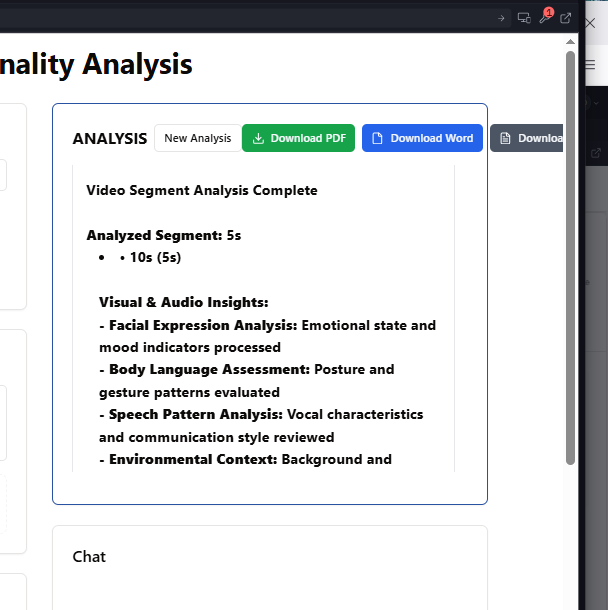 nality Analysis
ANALYSIS
New Analysis
Download PDF
Download Word
Downloa
Video Segment Analysis Complete
Analyzed Segment: 5s
• • 10s (5s)
Visual & Audio Insights:
- Facial Expression Analysis: Emotional state and
mood indicators processed
- Body Language Assessment: Posture and
gesture patterns evaluated
- Speech Pattern Analysis: Vocal characteristics
and communication style reviewed
- Environmental Context: Background and
Chat
1